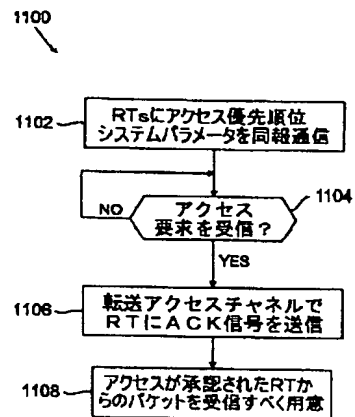 1100
1102
RTsにアクセス優先順位
システムパラメータを同報通信
1104
アクセス
要求を受信？
NO
YES
1106
転送アクセスチャネルで
RTにACK信号を送信
1108
アクセスが承認されたRTか
らのパケットを受信すべく用意